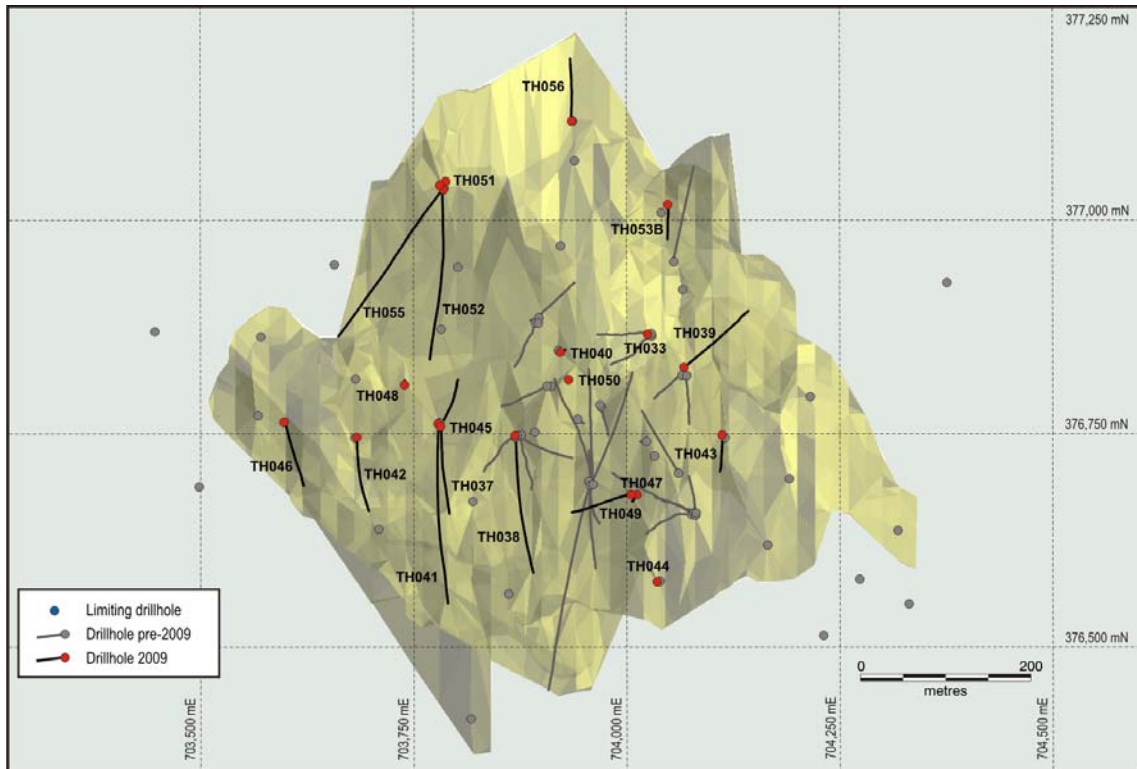 377,250 mN
TH056
TH051
377,000 mN
TH053B
TH055
TH052
TH039
TH033
TH040
TH050
TH048
376,750 mN
TH045
TH043
TH046
TH042
TH037
TH047
TH049
TH038
TH044
TH041
Limiting drillhole
Drillhole pre-2009
Drillhole 2009
376,500 mN
0 200
metres
703,500 mE
703,750 mE
704,000 mE
704,250 mE
704,500 mE